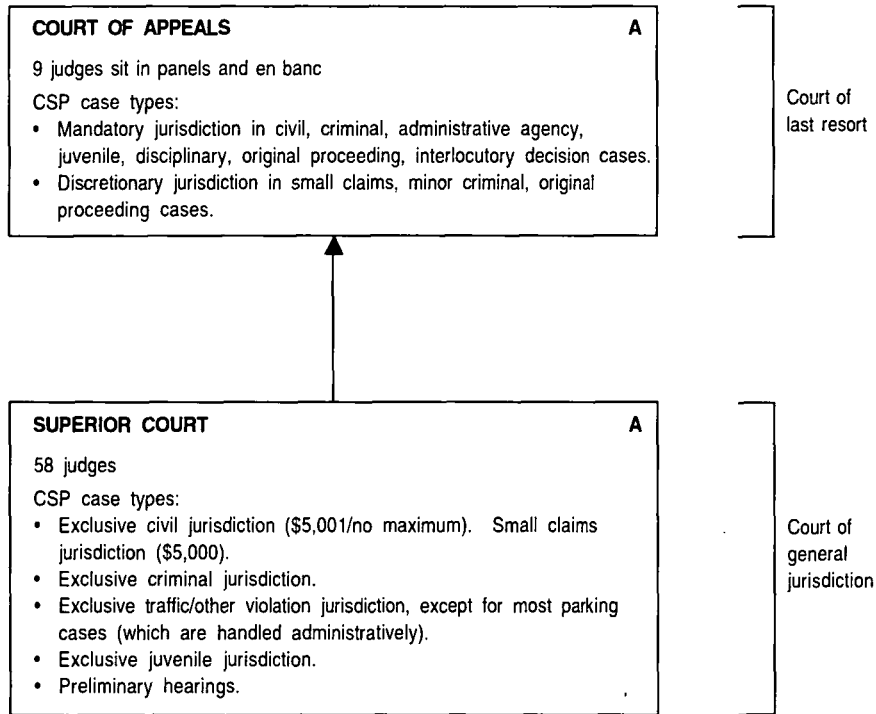 COURT OF APPEALS A
9 judges sit in panels and en banc
CSP case types:
• Mandatory jurisdiction in civil, criminal, administrative agency,
juvenile, disciplinary, original proceeding, interlocutory decision cases.
• Discretionary jurisdiction in small claims, minor criminal, original
proceeding cases.
Court of
last resort
SUPERIOR COURT A
58 judges
CSP case types:
• Exclusive civil jurisdiction ($5,001/no maximum). Small claims
jurisdiction ($5,000).
• Exclusive criminal jurisdiction.
• Exclusive traffic/other violation jurisdiction, except for most parking
cases (which are handled administratively).
• Exclusive juvenile jurisdiction.
• Preliminary hearings.
Court of
general
jurisdiction